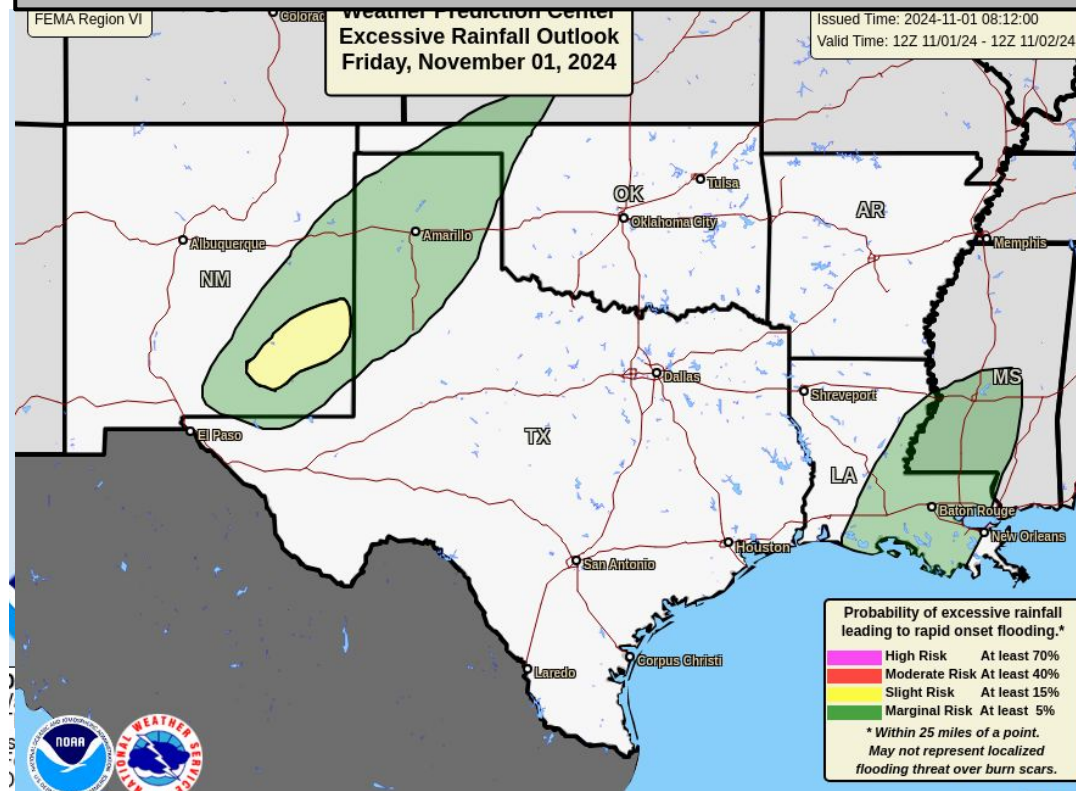 FEMA Region VI
Weather Prediction Center
Excessive Rainfall Outlook
Friday, November 01, 2024
Issued Time: 2024-11-01 08:12:00
Valid Time: 12Z 11/01/24 - 12Z 11/02/24
Tulsa
OK
Oklahoma City
AR
Memphis
Albuquerque
Amarillo
NM
Dallas
MS
Shreveport
El Paso
TX
LA
Baton Rouge
New Orleans
Houston
San Antonio
Corpus Christi
Laredo
Probability of excessive rainfall
leading to rapid onset flooding.*
High Risk At least 70%
Moderate Risk At least 40%
Slight Risk At least 15%
Marginal Risk At least 5%
* Within 25 miles of a point.
May not represent localized
flooding threat over burn scars.
NOAA
NATIONAL WEATHER SERVICE